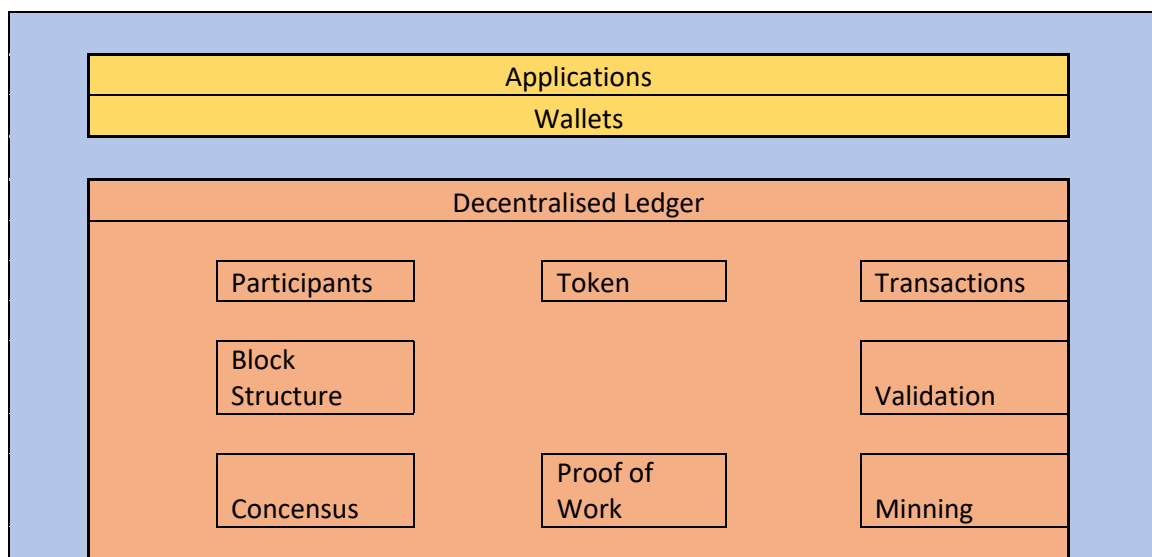 Applications
Wallets
Decentralised Ledger
Participants
Token
Transactions
Block
Structure
Validation
Concensus
Proof of
Work
Minning